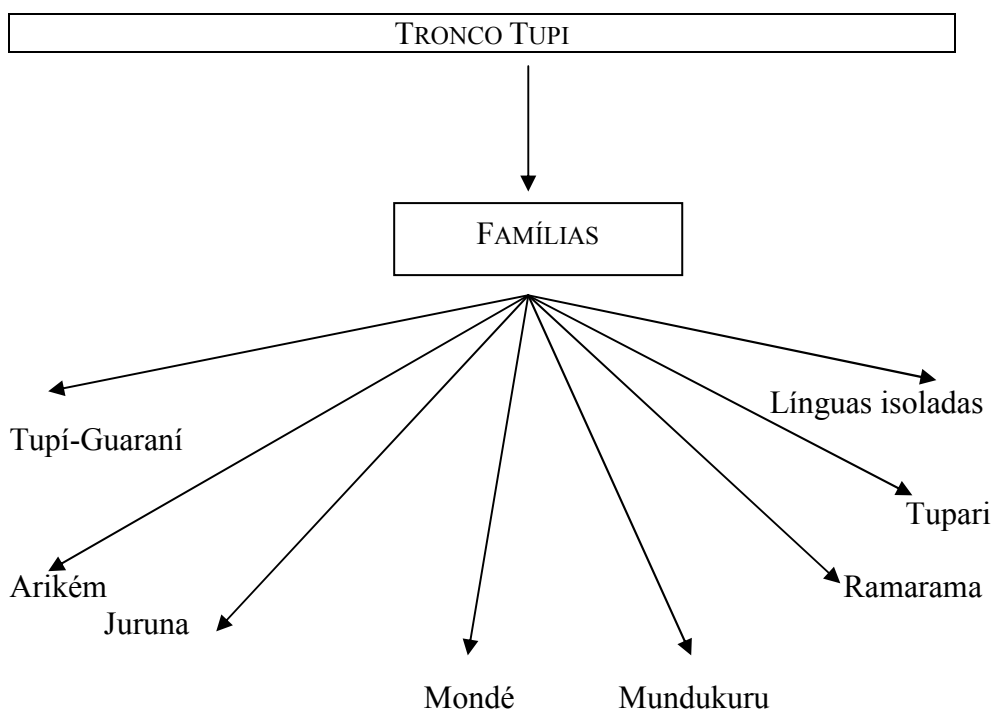 TRONCO TUPI
FAMÍLIAS
Línguas isoladas
Tupí-Guaraní
Tupari
Arikém
Ramarama
Juruna
Mondé
Mundukuru